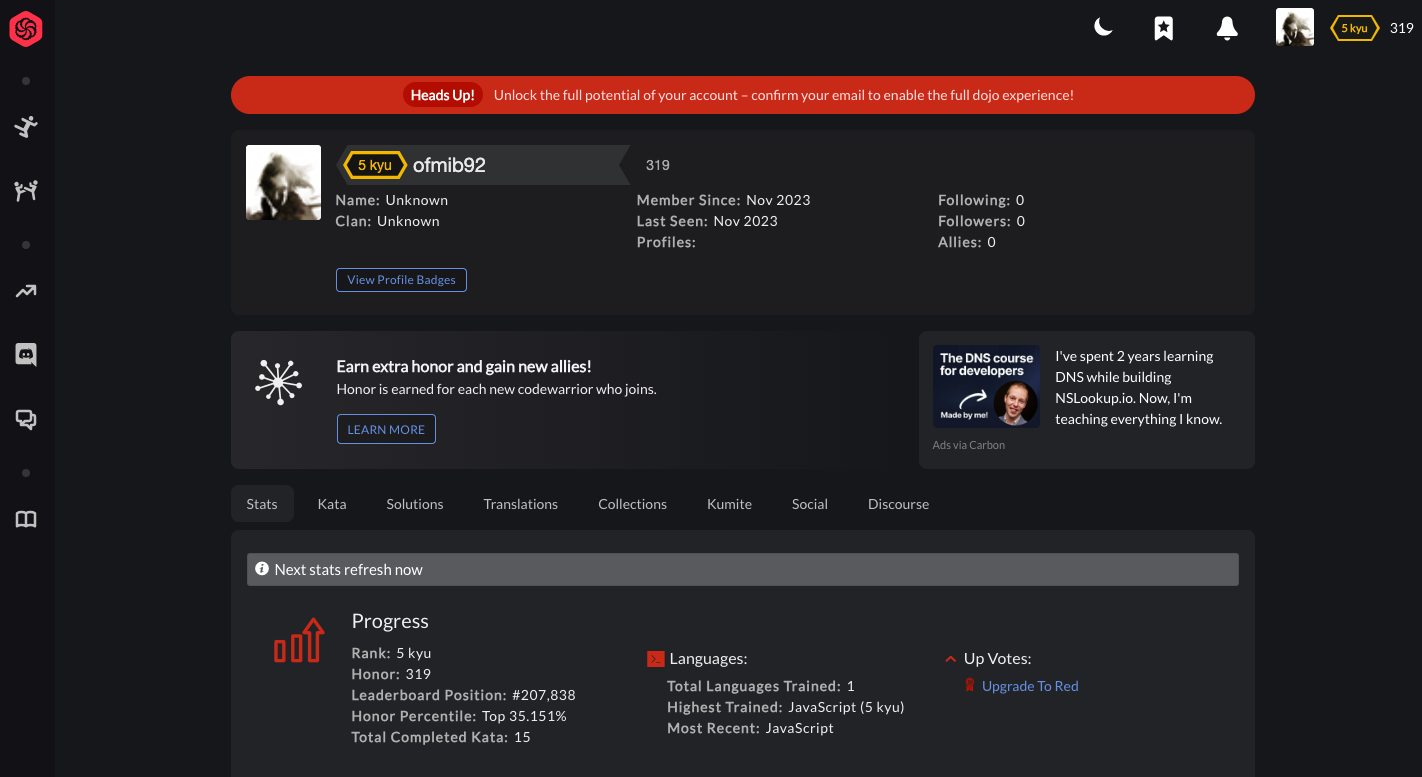 5 kyu 319
Heads Up! Unlock the full potential of your account – confirm your email to enable the full dojo experience!
5 kyu ofmib92 319
Name: Unknown
Clan: Unknown
Member Since: Nov 2023
Last Seen: Nov 2023
Profiles:
Following: 0
Followers: 0
Allies: 0
View Profile Badges
Earn extra honor and gain new allies!
Honor is earned for each new codewarrior who joins.
LEARN MORE
The DNS course
for developers
Made by me!
I've spent 2 years learning
DNS while building
NSLookup.io. Now, I'm
teaching everything I know.
Ads via Carbon
Stats Kata Solutions Translations Collections Kumite Social Discourse
Next stats refresh now
Progress
Rank: 5 kyu
Honor: 319
Leaderboard Position: #207,838
Honor Percentile: Top 35.151%
Total Completed Kata: 15
Languages:
Total Languages Trained: 1
Highest Trained: JavaScript (5 kyu)
Most Recent: JavaScript
Up Votes:
Upgrade To Red